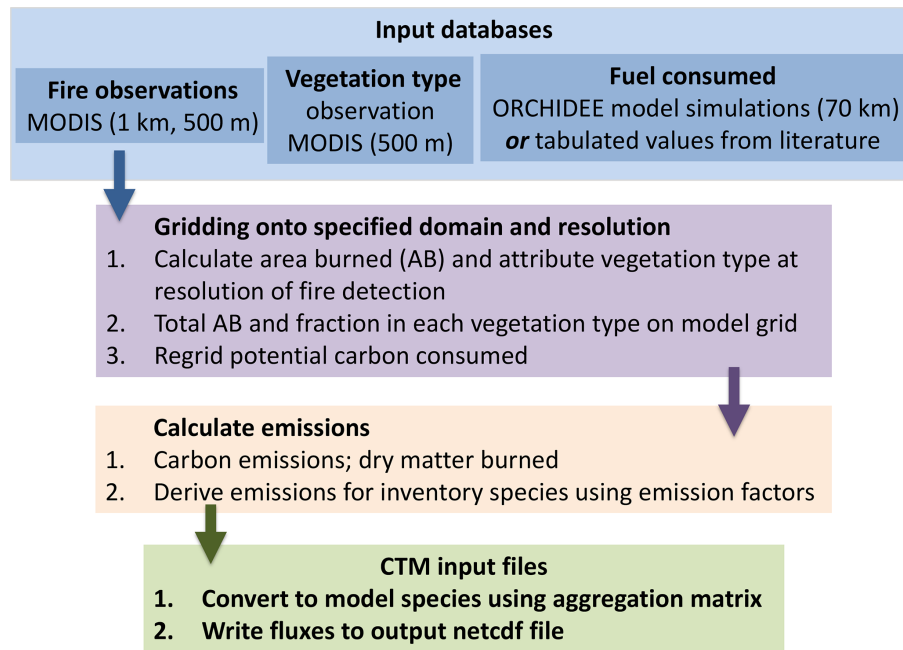 Input databases
Fire observations
MODIS (1 km, 500 m)
Vegetation type
observation
MODIS (500 m)
Fuel consumed
ORCHIDEE model simulations (70 km)
or tabulated values from literature
Gridding onto specified domain and resolution
1. Calculate area burned (AB) and attribute vegetation type at
resolution of fire detection
2. Total AB and fraction in each vegetation type on model grid
3. Regrid potential carbon consumed
Calculate emissions
1. Carbon emissions; dry matter burned
2. Derive emissions for inventory species using emission factors
CTM input files
1. Convert to model species using aggregation matrix
2. Write fluxes to output netcdf file